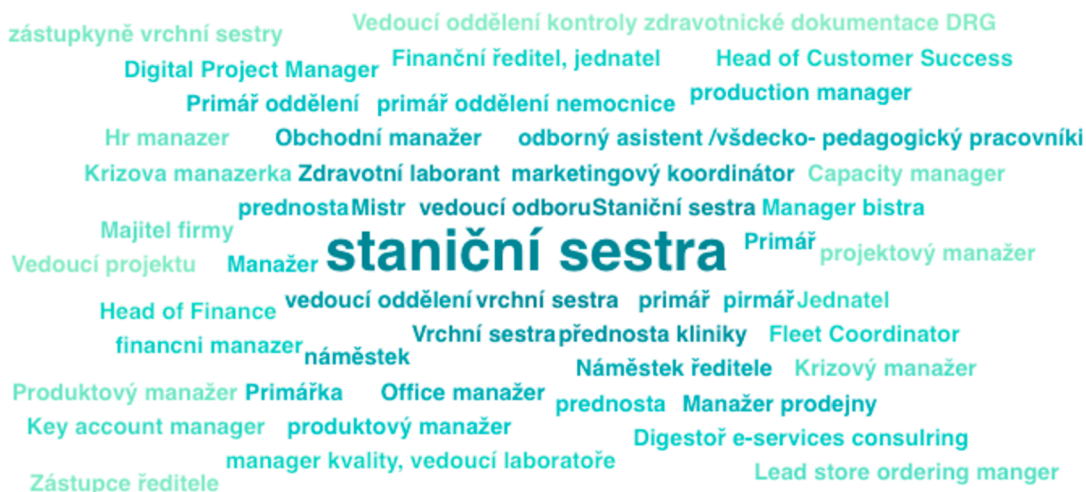 Vedoucí oddělení kontroly zdravotnické dokumentace DRG
zástupkyně vrchní sestry
Finanční ředitel, jednatel Head of Customer Success
Digital Project Manager
production manager
Primář oddělení primář oddělení nemocnice
Hr manazer Obchodní manažer odborný asistent /všdecko- pedagogický pracovníki
Krizova manazerka Zdravotní laborant marketingový koordinátor Capacity manager
prednosta Mistr vedoucí odboru Staniční sestra Manager bistra
Majitel firmy
staniční sestra Primář projektový manažer
Vedoucí projektu Manažer
vedoucí oddělení vrchní sestra primář pirmář Jednatel
Head of Finance
Vrchní sestra přednosta kliniky Fleet Coordinator
financni manazer náměstek
Náměstek ředitele Krizový manažer
Produktový manažer Primářka Office manažer
prednosta Manažer prodejny
Key account manager produktový manažer
Digestoř e-services consulring
manager kvality, vedoucí laboratoře
Lead store ordering manger
Zástupce ředitele